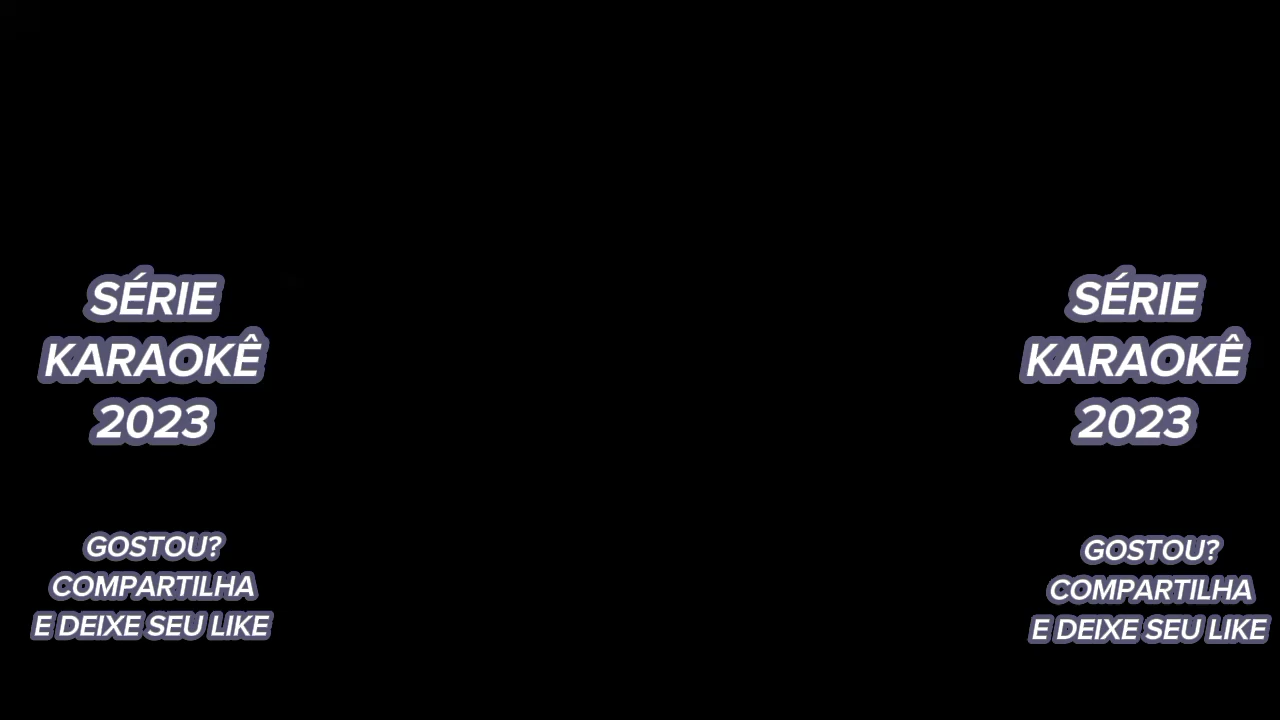 SÉRIE
KARAOKÊ
2023
GOSTOU?
COMPARTILHA
E DEIXE SEU LIKE
SÉRIE
KARAOKÊ
2023
GOSTOU?
COMPARTILHA
E DEIXE SEU LIKE